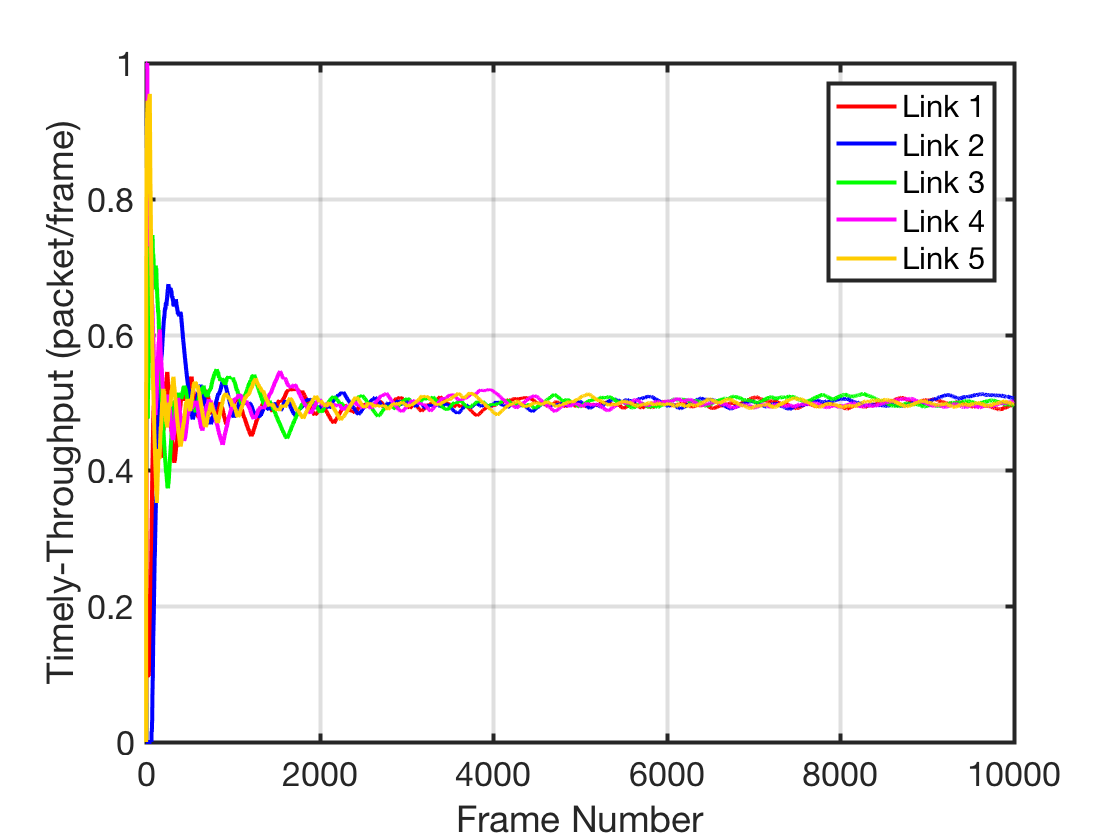 Timely-Throughput (packet/frame)
1
0.8
0.6
0.4
0.2
0
0 2000 4000 6000 8000 10000
Frame Number
Link 1
Link 2
Link 3
Link 4
Link 5